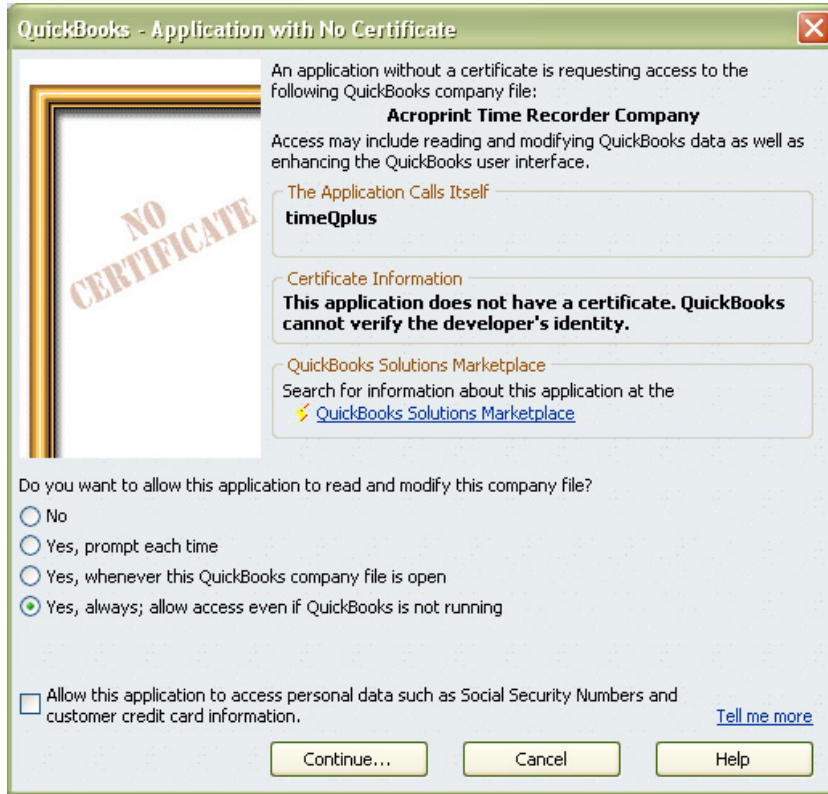 QuickBooks - Application with No Certificate
NO
CERTIFICATE
An application without a certificate is requesting access to the
following QuickBooks company file:
Acroprint Time Recorder Company
Access may include reading and modifying QuickBooks data as well as
enhancing the QuickBooks user interface.
The Application Calls Itself
timeQplus
Certificate Information
This application does not have a certificate. QuickBooks
cannot verify the developer's identity.
QuickBooks Solutions Marketplace
Search for information about this application at the
QuickBooks Solutions Marketplace
Do you want to allow this application to read and modify this company file?
No
Yes, prompt each time
Yes, whenever this QuickBooks company file is open
Yes, always; allow access even if QuickBooks is not running
Allow this application to access personal data such as Social Security Numbers and
customer credit card information.
Tell me more
Continue...
Cancel
Help